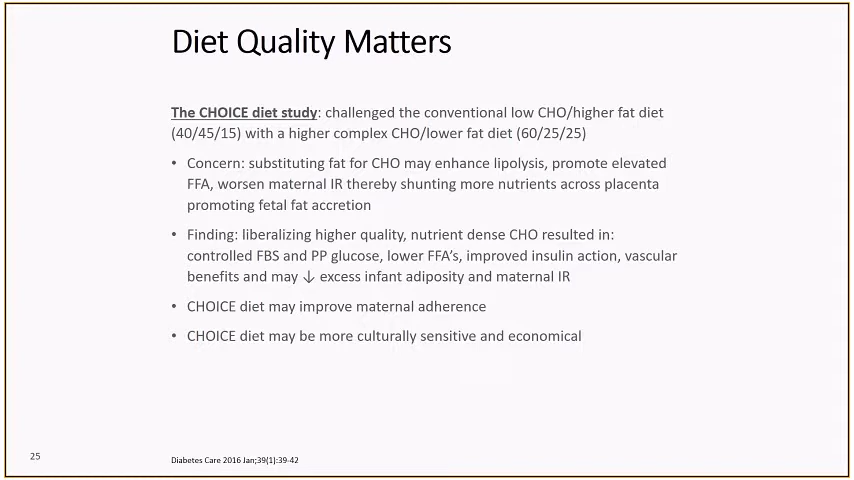 Diet Quality Matters
The CHOICE diet study: challenged the conventional low CHO/higher fat diet
(40/45/15) with a higher complex CHO/lower fat diet (60/25/25)
• Concern: substituting fat for CHO may enhance lipolysis, promote elevated
FFA, worsen maternal IR thereby shunting more nutrients across placenta
promoting fetal fat accretion
• Finding: liberalizing higher quality, nutrient dense CHO resulted in:
controlled FBS and PP glucose, lower FFA's, improved insulin action, vascular
benefits and may ↓ excess infant adiposity and maternal IR
• CHOICE diet may improve maternal adherence
• CHOICE diet may be more culturally sensitive and economical
25
Diabetes Care 2016 Jan;39(1):39-42